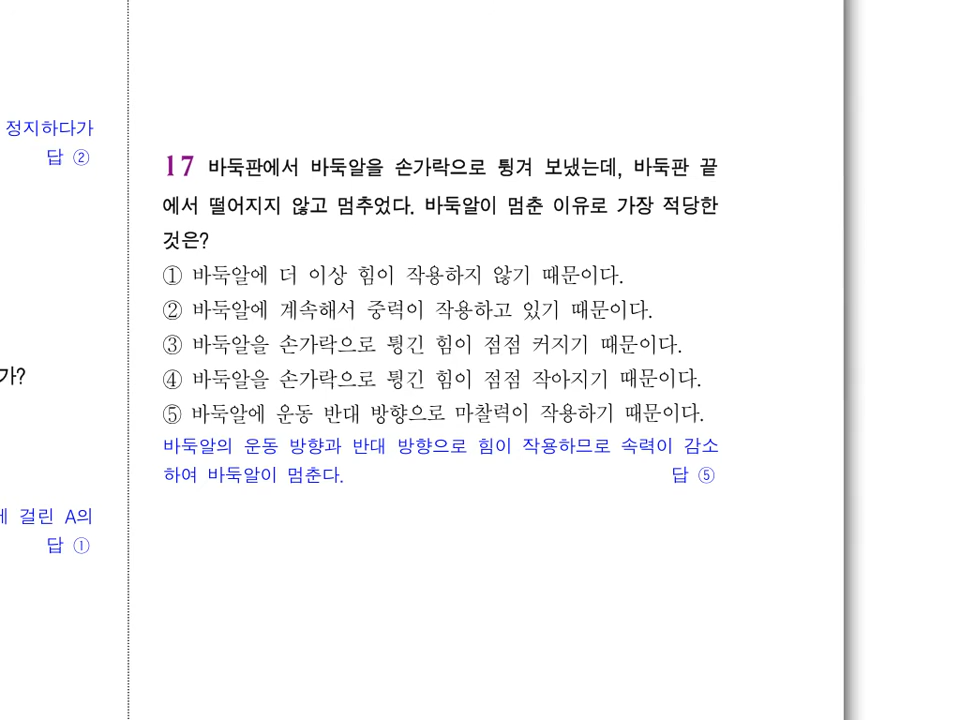 정지하다가
답 ②
가?
걸린 A의
답 ①
17 바둑판에서 바둑알을 손가락으로 튕겨 보냈는데, 바둑판 끝
에서 떨어지지 않고 멈추었다. 바둑알이 멈춘 이유로 가장 적당한
것은?
① 바둑알에 더 이상 힘이 작용하지 않기 때문이다.
② 바둑알에 계속해서 중력이 작용하고 있기 때문이다.
③ 바둑알을 손가락으로 튕긴 힘이 점점 커지기 때문이다.
④ 바둑알을 손가락으로 튕긴 힘이 점점 작아지기 때문이다.
⑤ 바둑알에 운동 반대 방향으로 마찰력이 작용하기 때문이다.
바둑알의 운동 방향과 반대 방향으로 힘이 작용하므로 속력이 감소
하여 바둑알이 멈춘다. 답 ⑤